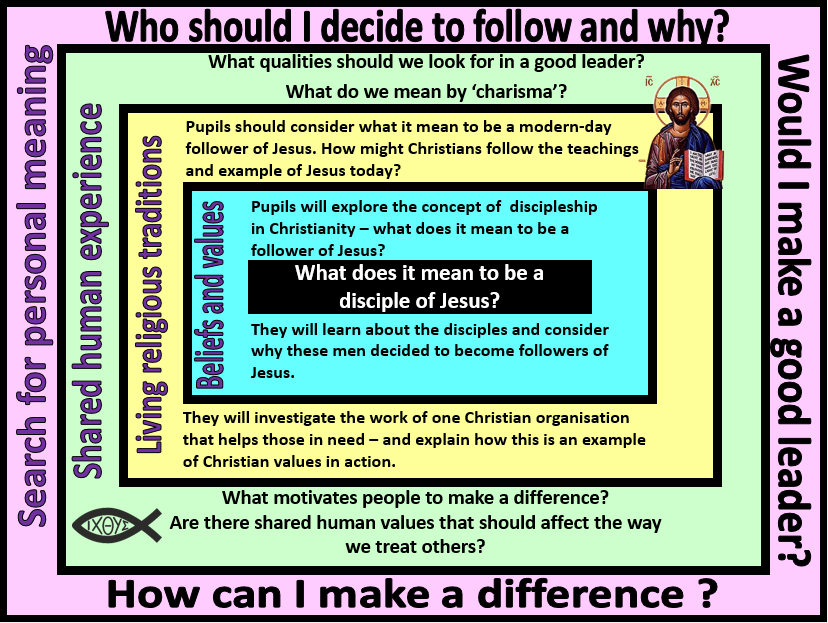 Who should I decide to follow and why?
What qualities should we look for in a good leader?
What do we mean by ‘charisma’?
IC XC
Pupils should consider what it mean to be a modern-day
follower of Jesus. How might Christians follow the teachings
and example of Jesus today?
Pupils will explore the concept of discipleship
in Christianity – what does it mean to be a
follower of Jesus?
What does it mean to be a
disciple of Jesus?
They will learn about the disciples and consider
why these men decided to become followers of
Jesus.
They will investigate the work of one Christian organisation
that helps those in need – and explain how this is an example
of Christian values in action.
What motivates people to make a difference?
ΙΧΘΥΣ
Are there shared human values that should affect the way
we treat others?
How can I make a difference ?
Search for personal meaning
Shared human experience
Living religious traditions
Beliefs and values
Would I make a good leader?